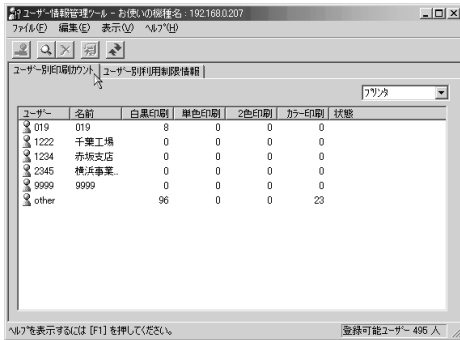 ユーザー情報管理ツール - お使いの機種名 : 192.168.0.207
ファイル(F) 編集(E) 表示(V) ヘルプ(H)
ユーザー別印刷カウント ユーザー別利用制限情報
プリンタ
ユーザー 名前 白黒印刷 単色印刷 2色印刷 カラー印刷 状態
019 019 8 0 0 0
1222 千葉工場 0 0 0 0
1234 赤坂支店 0 0 0 0
2345 横浜事業... 0 0 0 0
9999 9999 0 0 0 0
other 96 0 0 23
ヘルプを表示するには [F1] を押してください。 登録可能ユーザー 495 人